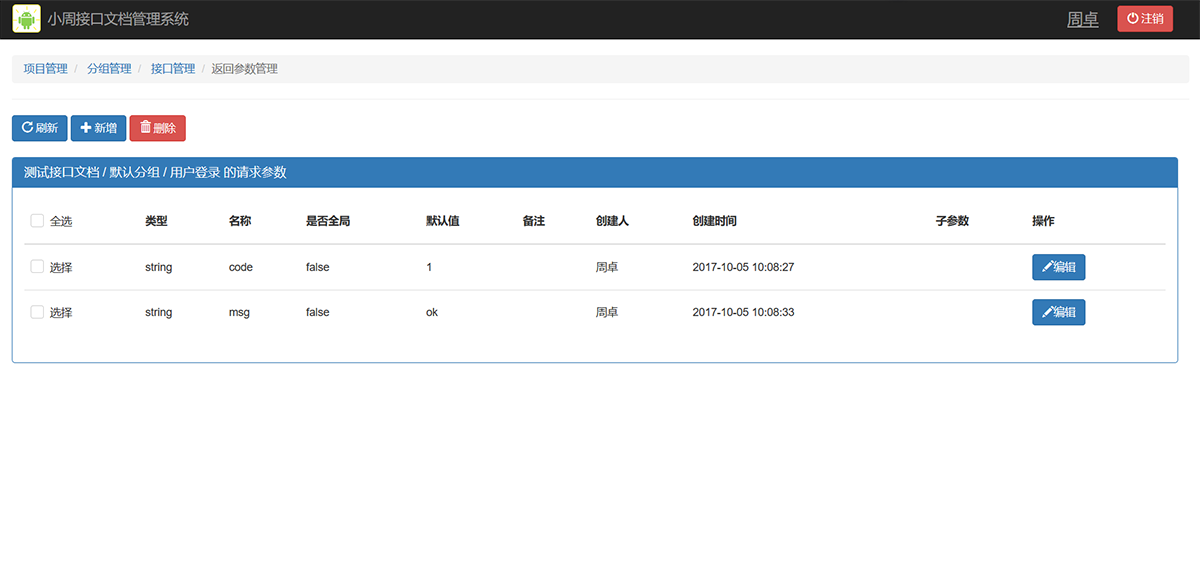 小周接口文档管理系统 周卓 注销
项目管理 / 分组管理 / 接口管理 / 返回参数管理
刷新 新增 删除
测试接口文档 / 默认分组 / 用户登录 的请求参数
全选 类型 名称 是否全局 默认值 备注 创建人 创建时间 子参数 操作
选择 string code false 1 周卓 2017-10-05 10:08:27 编辑
选择 string msg false ok 周卓 2017-10-05 10:08:33 编辑